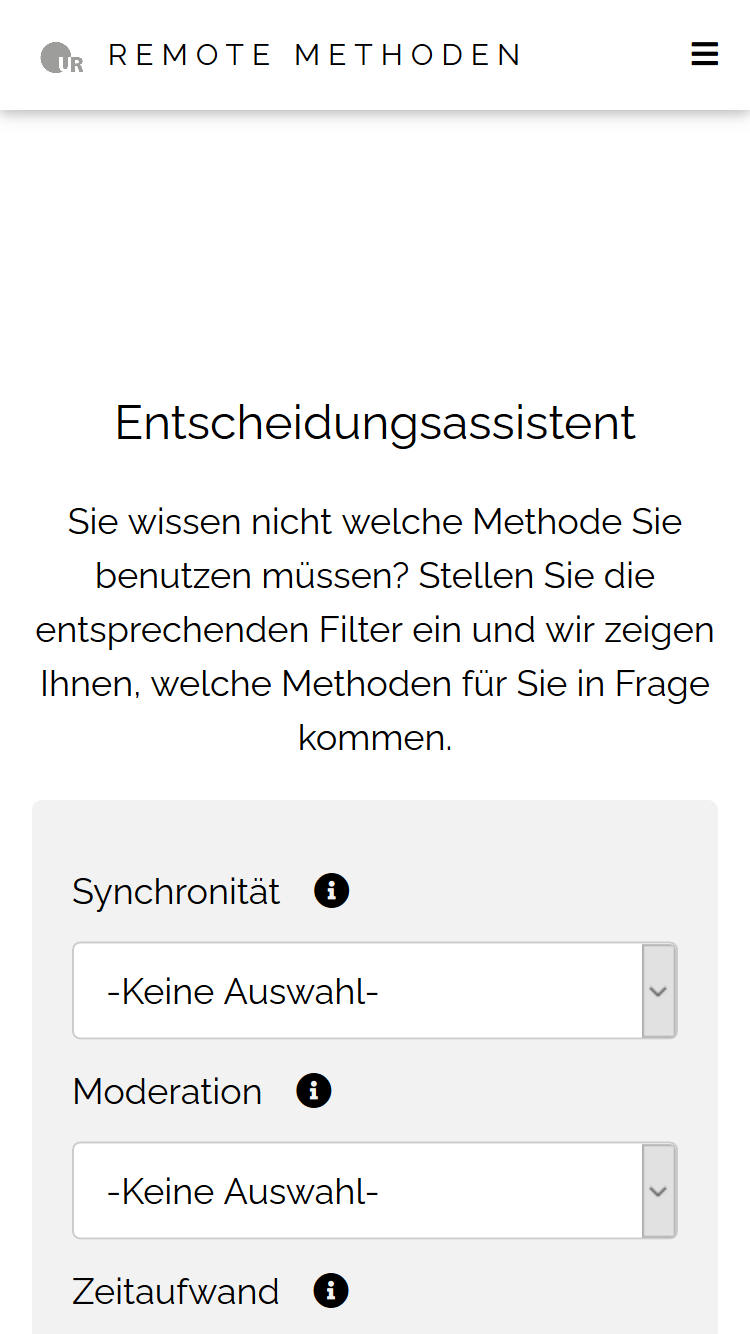 UR REMOTE METHODEN
Entscheidungsassistent
Sie wissen nicht welche Methode Sie
benutzen müssen? Stellen Sie die
entsprechenden Filter ein und wir zeigen
Ihnen, welche Methoden für Sie in Frage
kommen.
Synchronität
-Keine Auswahl-
Moderation
-Keine Auswahl-
Zeitaufwand